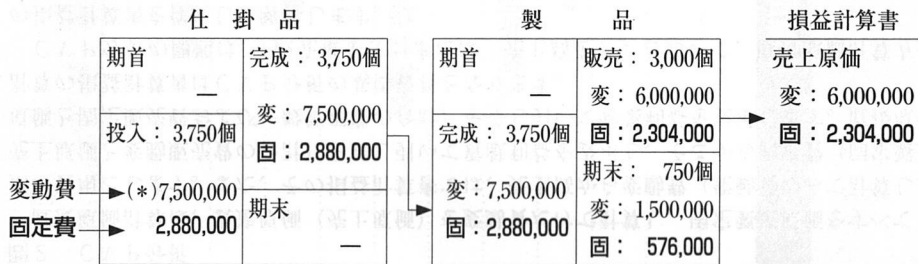 仕掛品
製品
損益計算書
期首
投入： 3,750個
変動費 (*)7,500,000
固定費 2,880,000
完成： 3,750個
変： 7,500,000
固： 2,880,000
期末
―
期首
完成： 3,750個
変： 7,500,000
固： 2,880,000
販売： 3,000個
変： 6,000,000
固： 2,304,000
期末： 750個
変： 1,500,000
固： 576,000
売上原価
変： 6,000,000
固： 2,304,000